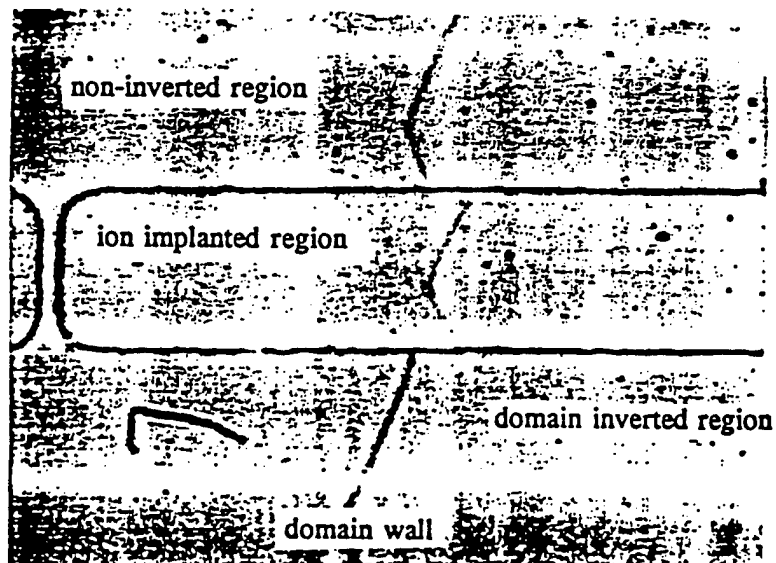 non-inverted region
ion implanted region
domain inverted region
domain wall